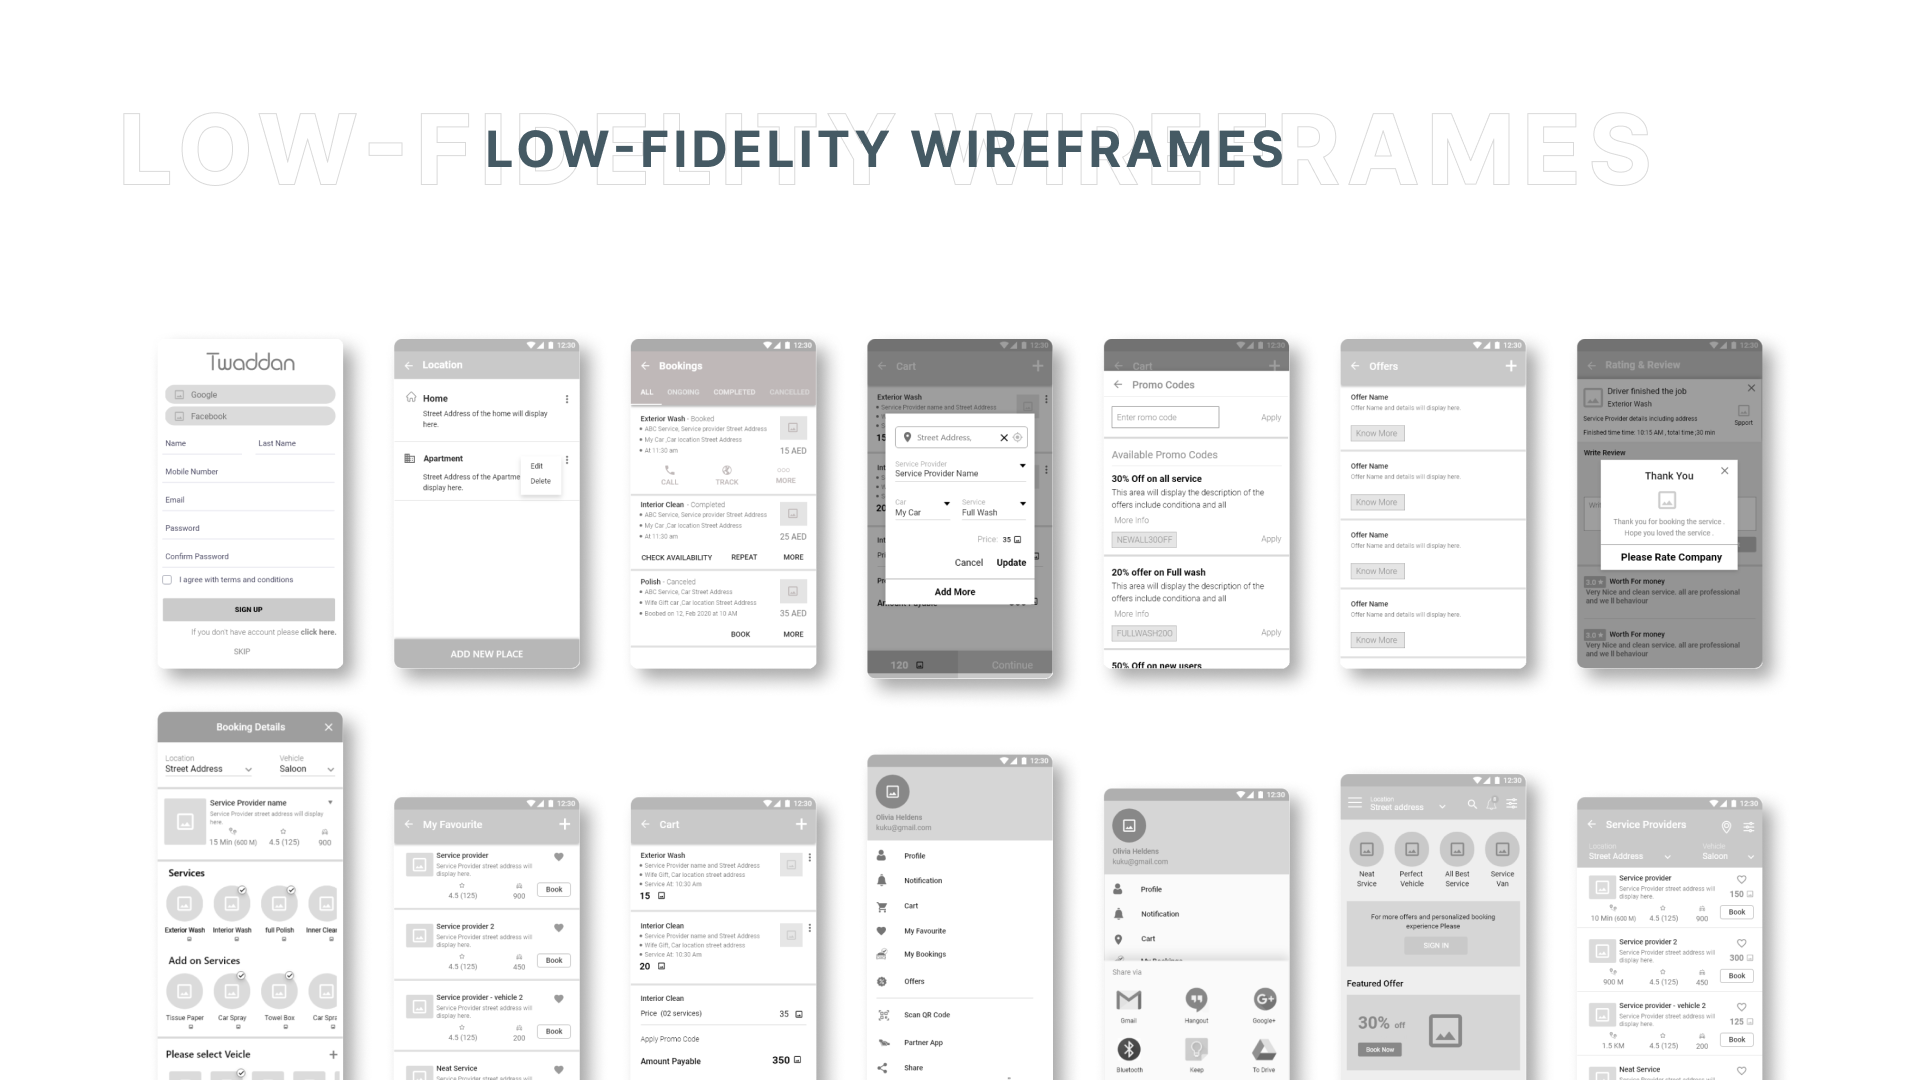 LOW-FIDELITY WIREFRAMES
LOW-FIDELITY WIREFRAMES
Twaddan
Google
Facebook
Name
Last Name
Mobile Number
Email
Password
Confirm Password
I agree with terms and conditions
SIGN UP
If you don't have account please click here.
SKIP
12:30
Location
Home
Street Address of the home will display
here.
Apartment
Street Address of the Apartme
display here.
Edit
Delete
ADD NEW PLACE
12:30
Bookings
ALL ONGOING COMPLETED CANCELLED
Exterior Wash - Booked
ABC Service, Service provider Street Address
My Car ,Car location Street Address
At 11:30 am
15 AED
CALL TRACK MORE
Interior Clean - Completed
ABC Service, Service provider Street Address
My Car ,Car location Street Address
At 11:30 am
25 AED
CHECK AVAILABILITY REPEAT MORE
Polish - Canceled
ABC Service, Car Street Address
Wife Gift car ,Car location Street Address
Boobed on 12, Feb 2020 at 10 AM
35 AED
BOOK MORE
12:30
Cart
Exterior Wash
Service Provider name and Street Address
Street Address,
Service Provider
Service Provider Name
Car
My Car
Service
Full Wash
Price: 35
Cancel Update
Add More
Amount Payable
120 Continue
12:30
Cart
Promo Codes
Enter romo code
Apply
Available Promo Codes
30% Off on all service
This area will display the description of the
offers include conditiona and all
More info
NEWALL30OFF
Apply
20% offer on Full wash
This area will display the description of the
offers include conditiona and all
More Info
FULLWASH20O
Apply
50% Off on new users
12:30
Offers
Offer Name
Offer Name and details will display here.
Know More
Offer Name
Offer Name and details will display here.
Know More
Offer Name
Offer Name and details will display here.
Know More
Offer Name
Offer Name and details will display here.
Know More
12:30
Rating & Review
Driver finished the job
Exterior Wash
Service Provider details including address
Spport
Finished time time: 10:15 AM , total time ;30 min
Write Review
Thank You
Thank you for booking the service .
Hope you loved the service .
Please Rate Company
3.0 Worth For money
Very Nice and clean service. all are professional
and we ll behaviour
3.0 Worth For money
Very Nice and clean service. all are professional
and we ll behaviour
Booking Details
Location
Street Address
Vehicle
Saloon
Service Provider name
Service Provider street address will display
here.
15 Min (600 M) 4.5 (125) 900
Services
Exterior Wash Interior Wash full Polish Inner Clean
Add on Services
Tissue Paper Car Spray Towel Box Car Spra
Please select Veicle
12:30
My Favourite
Service provider
Service Provider street address will
display here.
4.5 (125) 900 Book
Service provider 2
Service Provider street address will
display here.
4.5 (125) 450 Book
Service provider - vehicle 2
Service Provider street address will
display here.
4.5 (125) 200 Book
Neat Service
Service Provider street address will
12:30
Cart
Exterior Wash
Service Provider name and Street Address
Wife Gift, Car location street address
Service At: 10:30 Am
15
Interior Clean
Service Provider name and Street Address
Wife Gift, Car location street address
Service At: 10:30 Am
20
Interior Clean
Price (02 services) 35
Apply Promo Code
Amount Payable 350
12:30
Olivia Heldens
kuku@gmail.com
Profile
Notification
Cart
My Favourite
My Bookings
Offers
Scan QR Code
Partner App
Share
12:30
Olivia Heldens
kuku@gmail.com
Profile
Notification
Cart
My Bookings
Share via
Gmail Hangout Google+
Bluetooth Keep To Drive
12:30
Location
Street address
Neat
Srvice
Perfect
Vehicle
All Best
Service
Service
Van
For more offers and personalized booking
experience Please
SIGN IN
Featured Offer
30% off
Book Now
12:30
Service Providers
Location
Street Address
Vehicle
Saloon
Service provider
Service Provider street address will
display here.
150
10 Min (600 M) 4.5 (125) 900 Book
Service provider 2
Service Provider street address will
display here.
300
900 M 4.5 (125) 450 Book
Service provider - vehicle 2
Service Provider street address will
display here.
125
1.5 KM 4.5 (125) 200 Book
Neat Service
Service Provider street address will